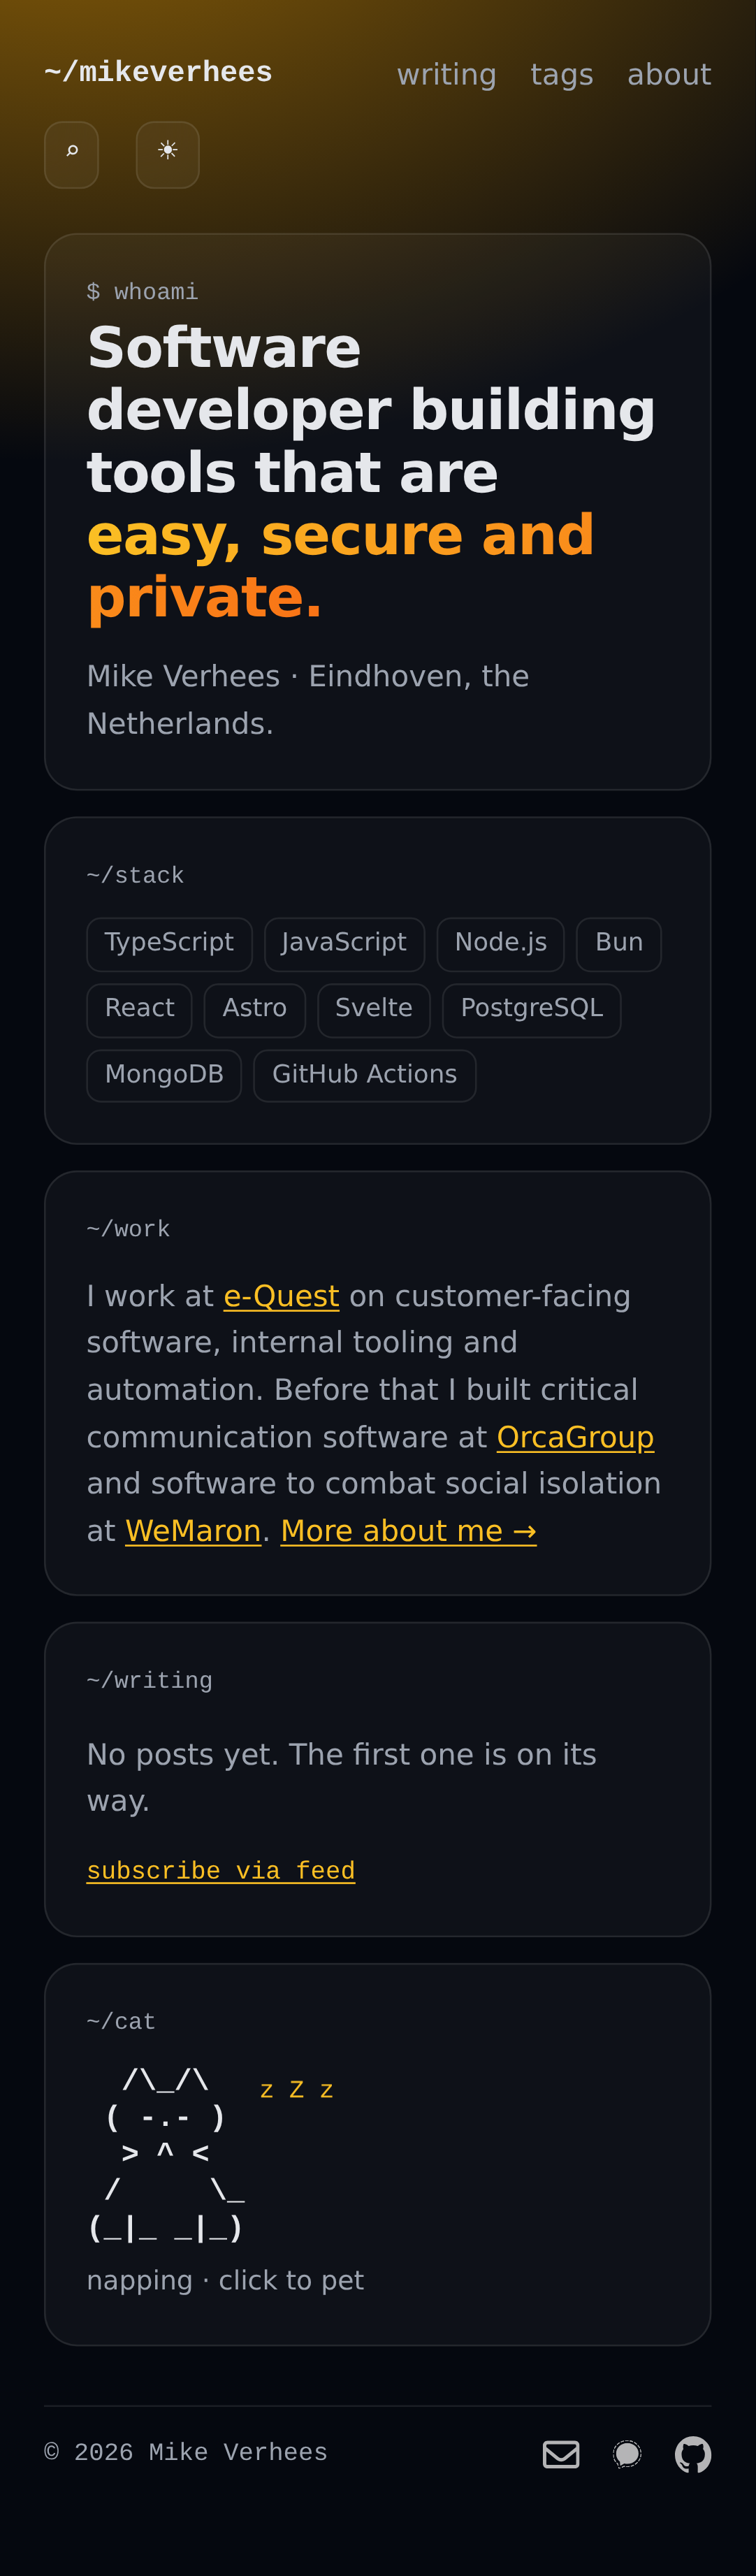 ~/mikeverhees writing tags about
$ whoami
Software
developer building
tools that are
easy, secure and
private.
Mike Verhees · Eindhoven, the
Netherlands.
~/stack
TypeScript JavaScript Node.js Bun
React Astro Svelte PostgreSQL
MongoDB GitHub Actions
~/work
I work at e-Quest on customer-facing
software, internal tooling and
automation. Before that I built critical
communication software at OrcaGroup
and software to combat social isolation
at WeMaron. More about me →
~/writing
No posts yet. The first one is on its
way.
subscribe via feed
~/cat
  /\_/\   z Z z
 ( -.- )
  > ^ <
 /     \_
(_|_ _|_)
napping · click to pet
© 2026 Mike Verhees